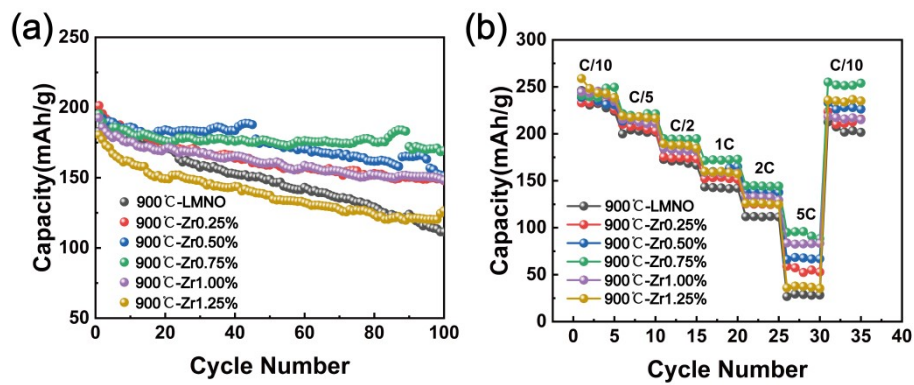 (a)
Capacity(mAh/g)
250
200
150
100
50
900℃-LMNO
900℃-Zr0.25%
900℃-Zr0.50%
900℃-Zr0.75%
900℃-Zr1.00%
900℃-Zr1.25%
0 20 40 60 80 100
Cycle Number
(b)
Capacity(mAh/g)
300
250
200
150
100
50
0
C/10
C/5
C/2
1C
2C
5C
C/10
900℃-LMNO
900℃-Zr0.25%
900℃-Zr0.50%
900℃-Zr0.75%
900℃-Zr1.00%
900℃-Zr1.25%
0 5 10 15 20 25 30 35 40
Cycle Number